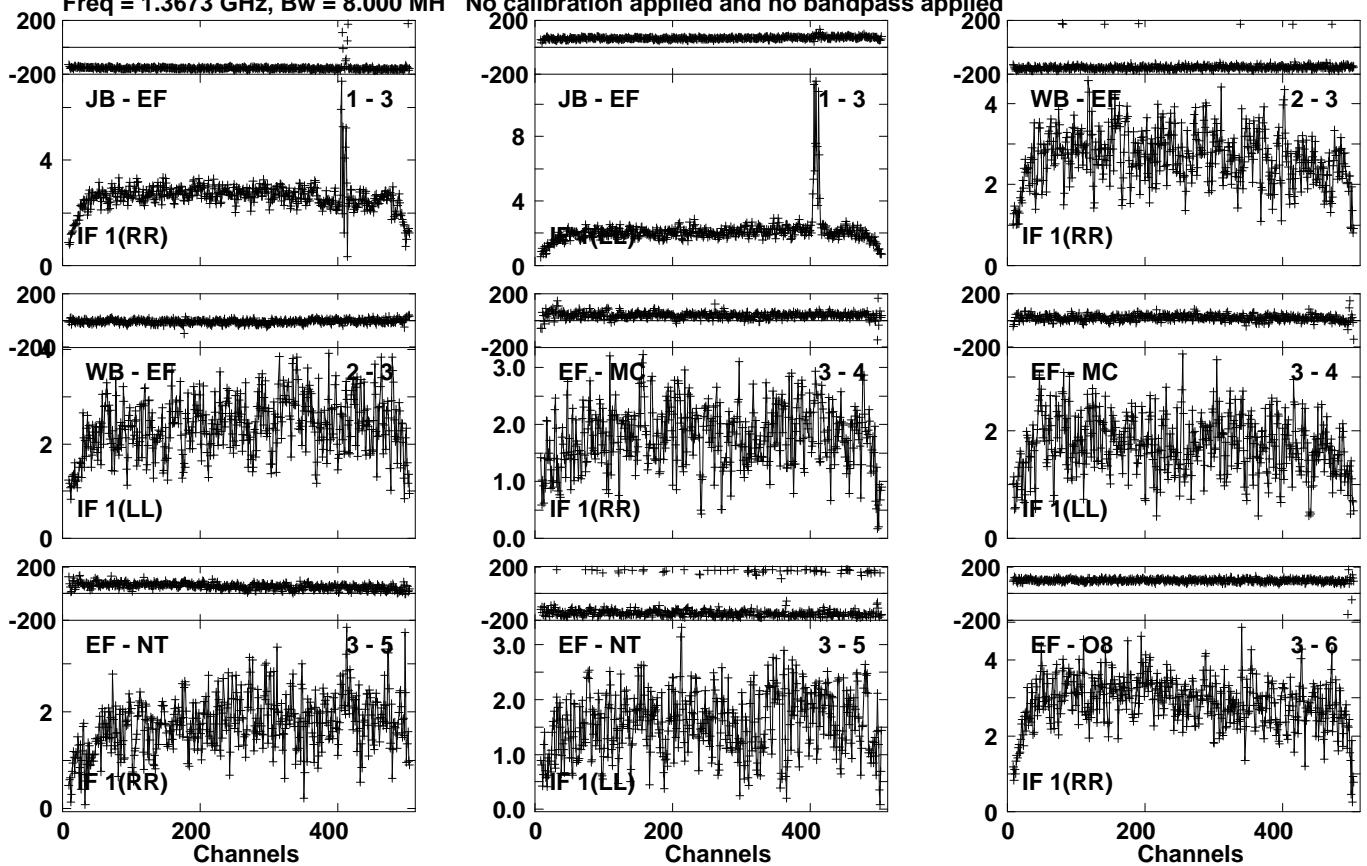 Freq = 1.3673 GHz, Bw = 8.000 MH No calibration applied and no bandpass applied
200 200 200
-200 -200 -200
JB - EF 1 - 3 JB - EF 1 - 3 WB - EF 2 - 3
4 8 4
4 2
IF 1(RR) IF 1(LL) IF 1(RR)
0 0 0
200 200 200
-200 -200 -200
4 3.0
WB - EF 2 - 3 EF - MC 3 - 4 EF - MC 3 - 4
2 2.0 2
1.0
IF 1(LL) IF 1(RR) IF 1(LL)
0 0.0 0
200 200 200
-200 -200 -200
EF - NT 3 - 5 EF - NT 3 - 5 EF - O8 3 - 6
3.0 4
2 2.0 2
1.0
IF 1(RR) IF 1(LL) IF 1(RR)
0 0.0 0
0 200 400 0 200 400 0 200 400
Channels Channels Channels